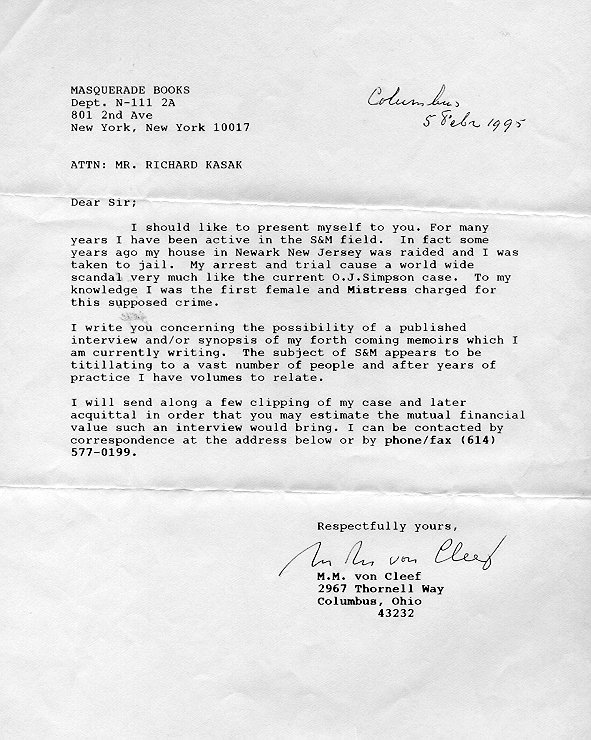 MASQUERADE BOOKS
Dept. N-111 2A
801 2nd Ave
New York, New York 10017
Columbus
5 Febr 1995
ATTN: MR. RICHARD KASAK
Dear Sir;
I should like to present myself to you. For many
years I have been active in the S&M field. In fact some
years ago my house in Newark New Jersey was raided and I was
taken to jail. My arrest and trial cause a world wide
scandal very much like the current O.J.Simpson case. To my
knowledge I was the first female and Mistress charged for
this supposed crime.
I write you concerning the possibility of a published
interview and/or synopsis of my forth coming memoirs which I
am currently writing. The subject of S&M appears to be
titillating to a vast number of people and after years of
practice I have volumes to relate.
I will send along a few clipping of my case and later
acquittal in order that you may estimate the mutual financial
value such an interview would bring. I can be contacted by
correspondence at the address below or by phone/fax (614)
577-0199.
Respectfully yours,
M M von Cleef
M.M. von Cleef
2967 Thornell Way
Columbus, Ohio
43232